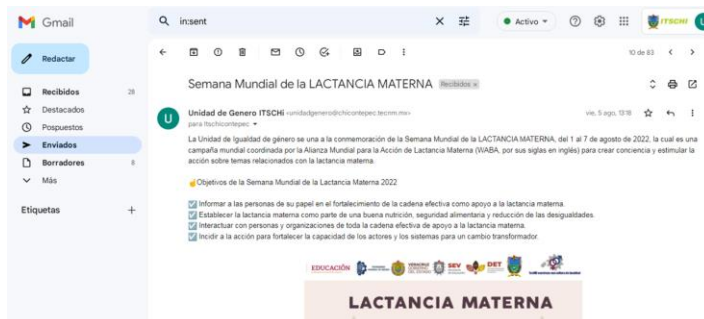 Gmail
in:sent
Activo
ITSCHI
U
Redactar
10 de 83
Recibidos 28
Destacados
Pospuestos
Enviados
Borradores 8
Más
Etiquetas
Semana Mundial de la LACTANCIA MATERNA Recibidos x
U
Unidad de Genero ITSCHi <unidadgenero@chicontepec.tecnm.mx> vie, 5 ago, 13:18
para Itschicontepec
La Unidad de Igualdad de género se una a la conmemoración de la Semana Mundial de la LACTANCIA MATERNA, del 1 al 7 de agosto de 2022, la cual es una
campaña mundial coordinada por la Alianza Mundial para la Acción de Lactancia Materna (WABA, por sus siglas en inglés) para crear conciencia y estimular la
acción sobre temas relacionados con la lactancia materna.
☝Objetivos de la Semana Mundial de la Lactancia Materna 2022
☑ Informar a las personas de su papel en el fortalecimiento de la cadena efectiva como apoyo a la lactancia materna.
☑ Establecer la lactancia materna como parte de una buena nutrición, seguridad alimentaria y reducción de las desigualdades.
☑ Interactuar con personas y organizaciones de toda la cadena efectiva de apoyo a la lactancia materna.
☑ Incidir a la acción para fortalecer la capacidad de los actores y los sistemas para un cambio transformador.
EDUCACIÓN VERACRUZ SEV DET
LACTANCIA MATERNA